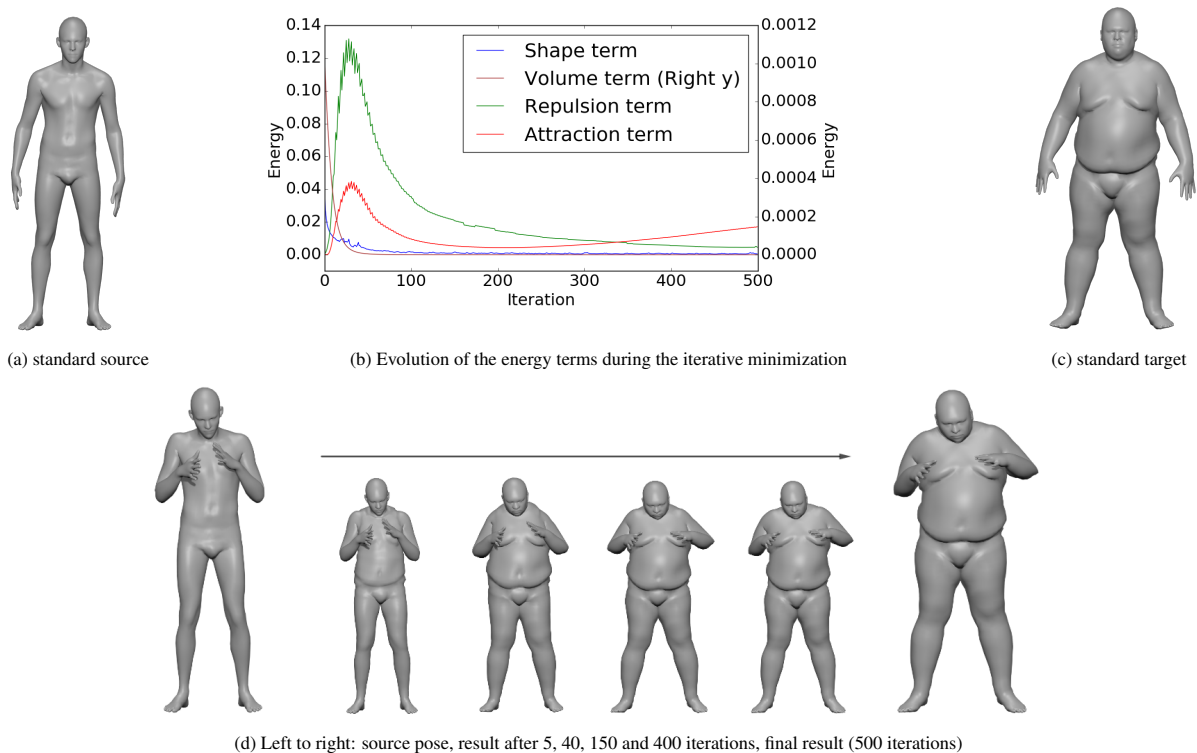 0.14
0.12
0.10
0.08
0.06
0.04
0.02
0.00
Energy
0.0012
0.0010
0.0008
0.0006
0.0004
0.0002
0.0000
Energy
Shape term
Volume term (Right y)
Repulsion term
Attraction term
0 100 200 300 400 500
Iteration
(a) standard source
(b) Evolution of the energy terms during the iterative minimization
(c) standard target
(d) Left to right: source pose, result after 5, 40, 150 and 400 iterations, final result (500 iterations)